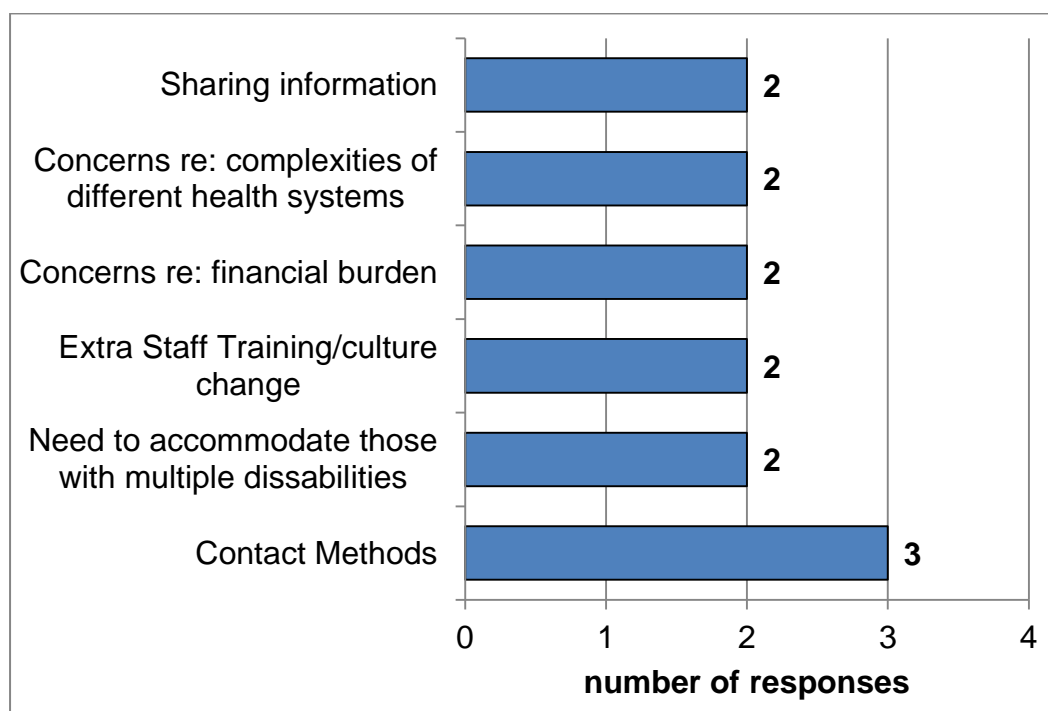 Sharing information
2
Concerns re: complexities of
different health systems
2
Concerns re: financial burden
2
Extra Staff Training/culture
change
2
Need to accommodate those
with multiple dissabilities
2
Contact Methods
3
0 1 2 3 4
number of responses